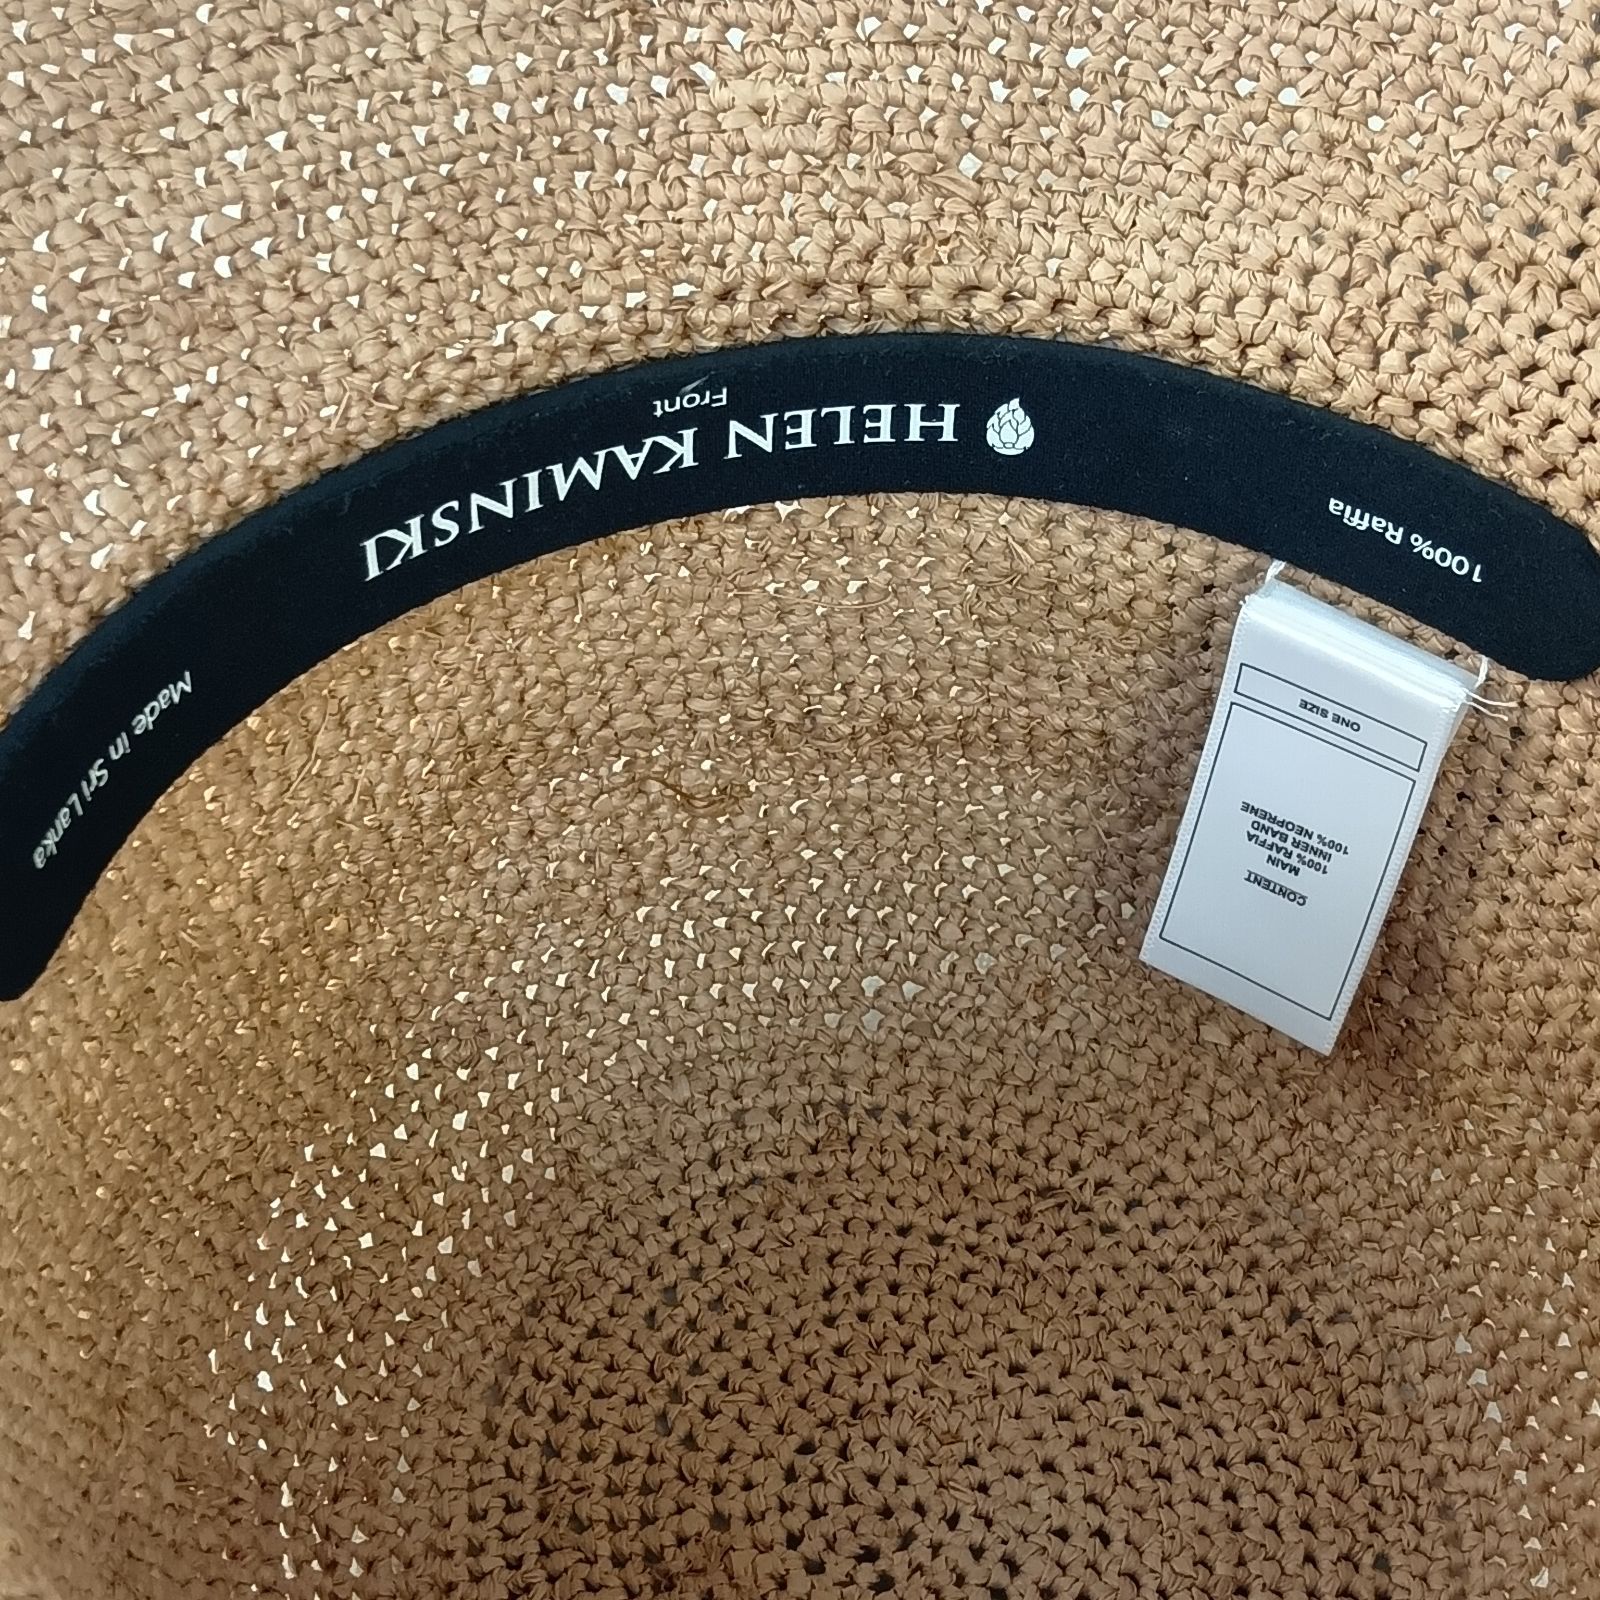 100% Raffia
HELEN KAMINSKI
Front
Made in Sri Lanka
ONE SIZE
CONTENT
MAIN
100% RAFFIA
INNER BAND
100% NEOPRENE